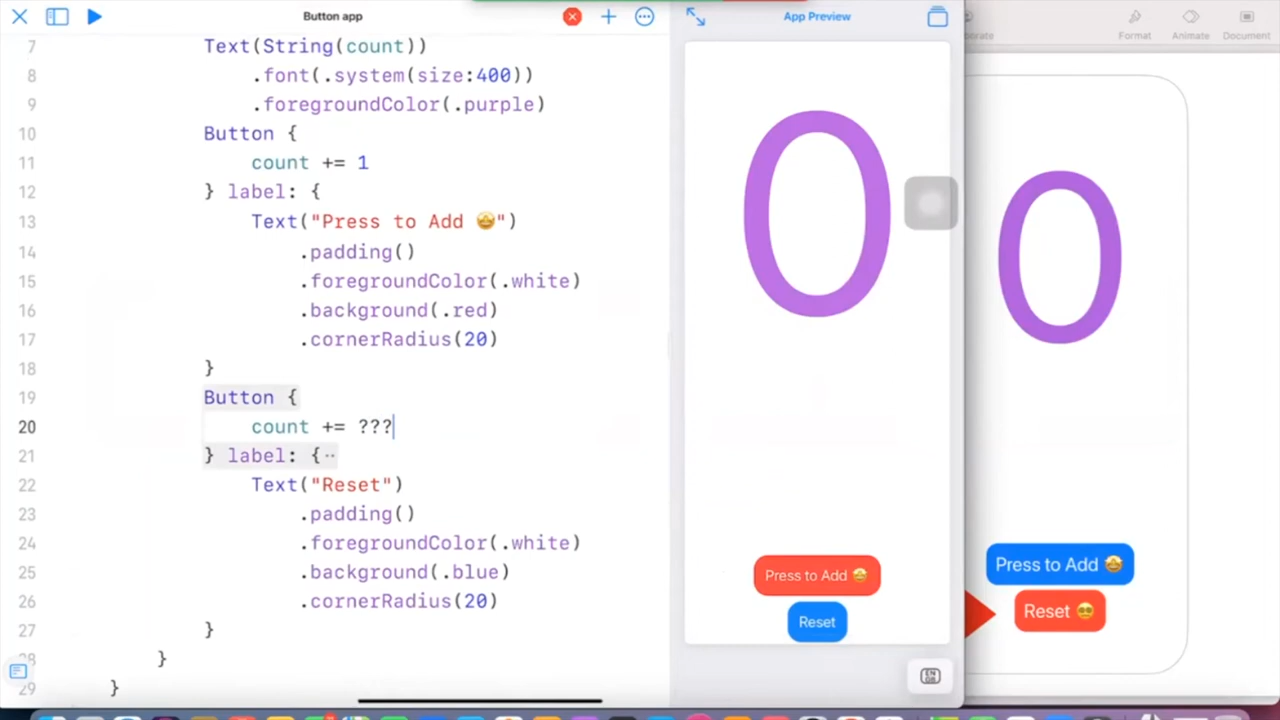 Button app
7 Text(String(count))
8 .font(.system(size:400))
9 .foregroundColor(.purple)
10 Button {
11 count += 1
12 } label: {
13 Text("Press to Add 🤩")
14 .padding()
15 .foregroundColor(.white)
16 .background(.red)
17 .cornerRadius(20)
18 }
19 Button {
20 count += ???
21 } label: {
22 Text("Reset")
23 .padding()
24 .foregroundColor(.white)
25 .background(.blue)
26 .cornerRadius(20)
27 }
28 }
29 }
App Preview
0
Press to Add 🤩
Reset
EN
GB
Format Animate Document
0
Press to Add 🤩
Reset